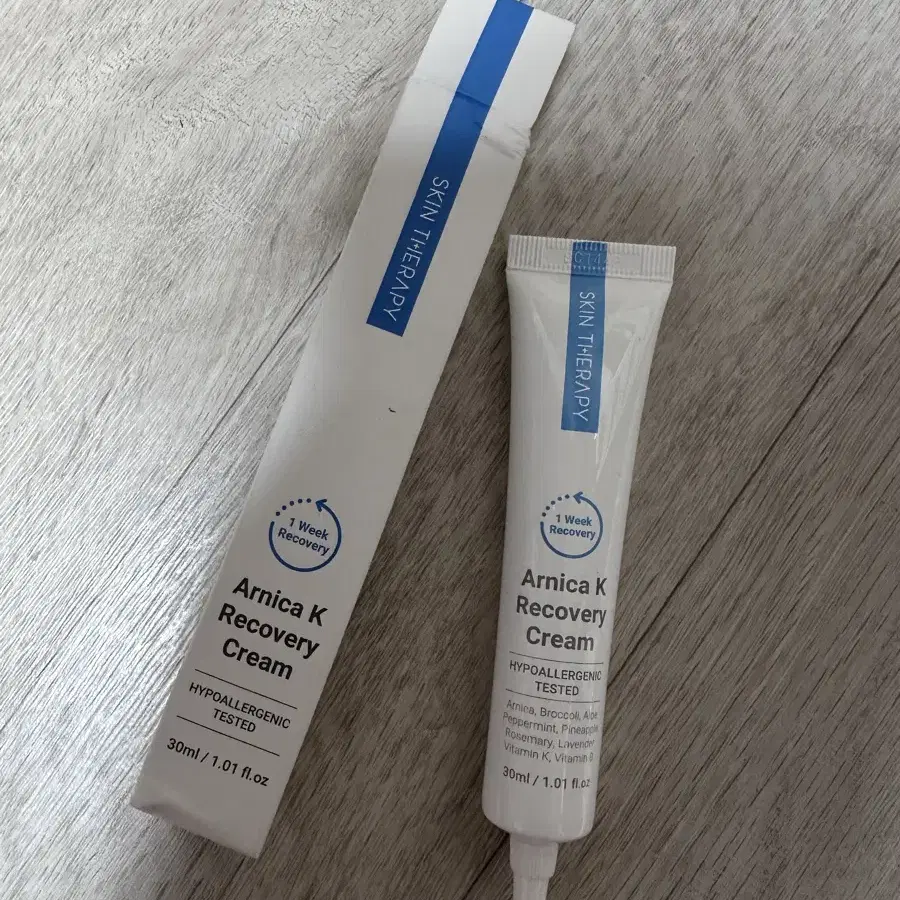 SKIN THERAPY
1 Week
Recovery
Arnica K
Recovery
Cream
HYPOALLERGENIC
TESTED
30ml / 1.01 fl.oz
SKIN THERAPY
1 Week
Recovery
Arnica K
Recovery
Cream
HYPOALLERGENIC
TESTED
Arnica, Broccoli, Aloe
Peppermint, Pineapple
Rosemary, Lavender
Vitamin K, Vitamin
30ml / 1.01 fl.oz